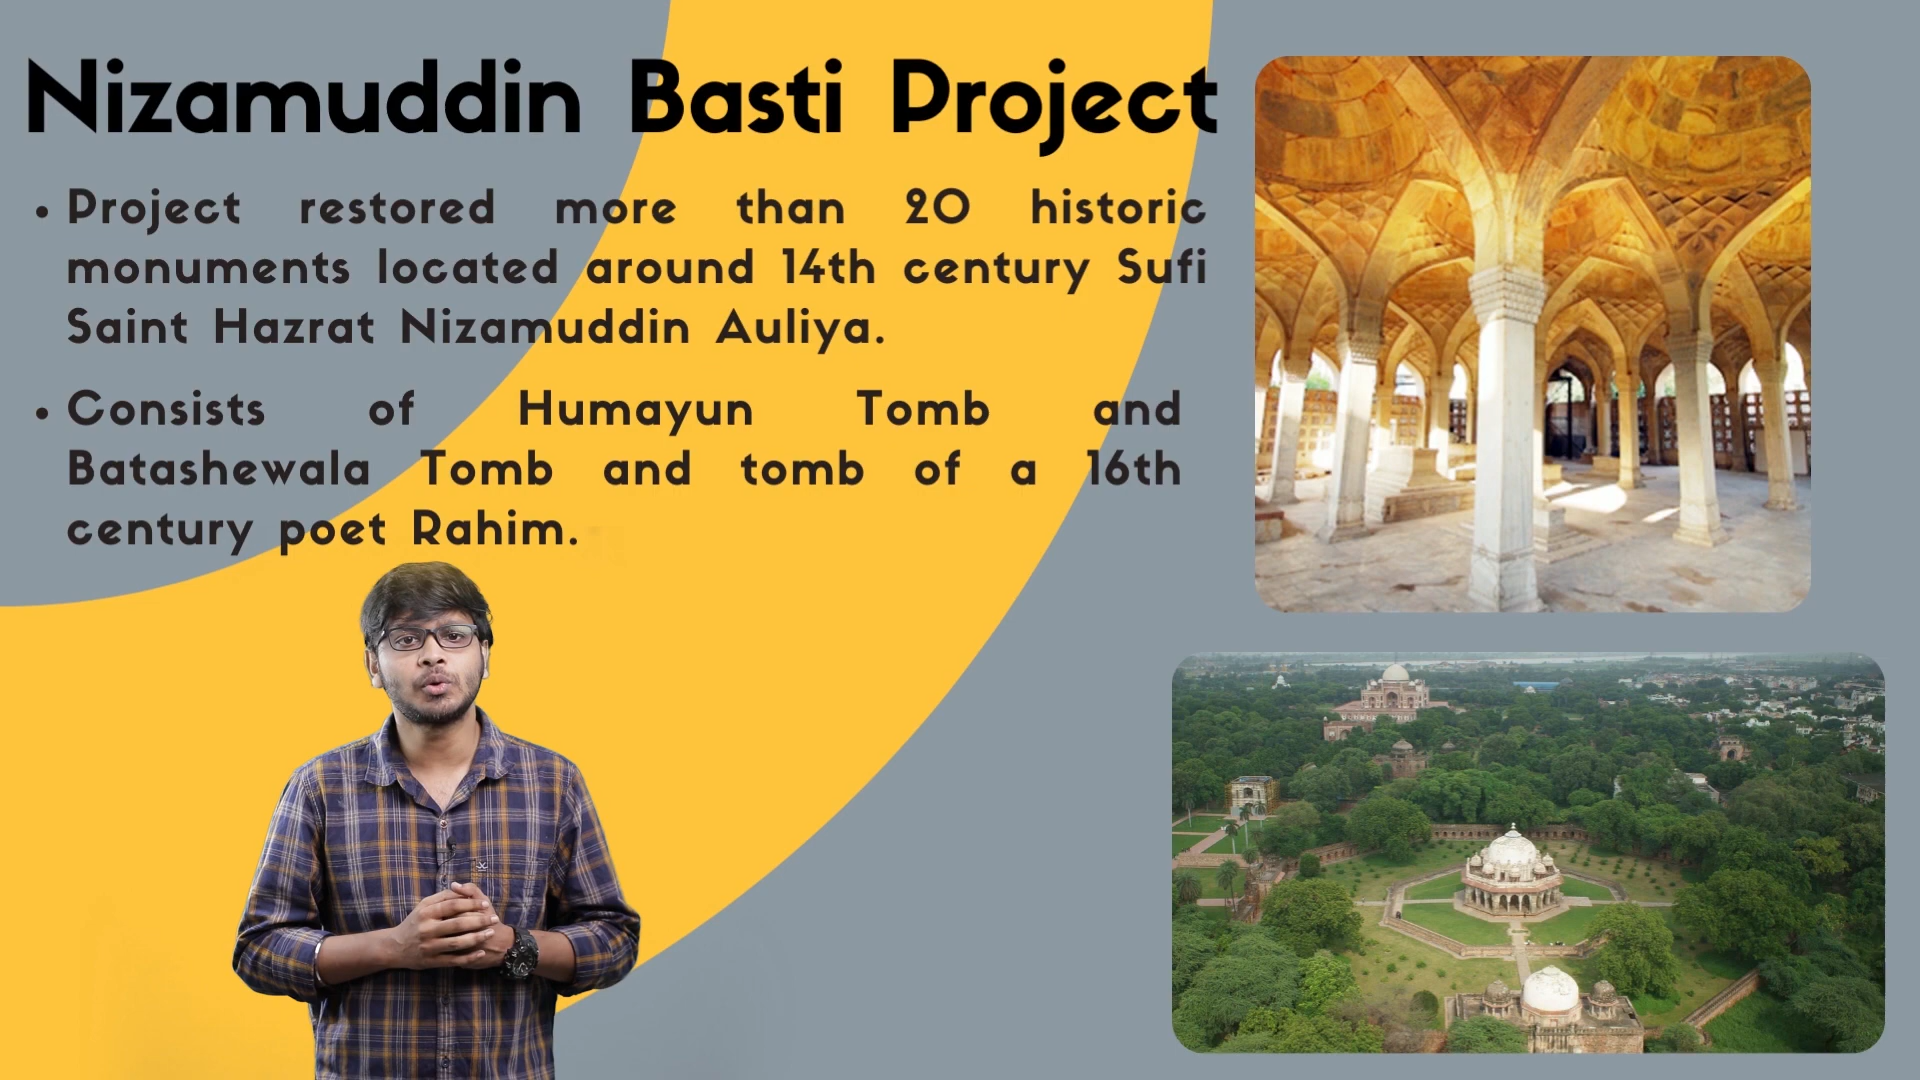 Nizamuddin Basti Project
• Project restored more than 20 historic
monuments located around 14th century Sufi
Saint Hazrat Nizamuddin Auliya.
• Consists of Humayun Tomb and
Batashewala Tomb and tomb of a 16th
century poet Rahim.